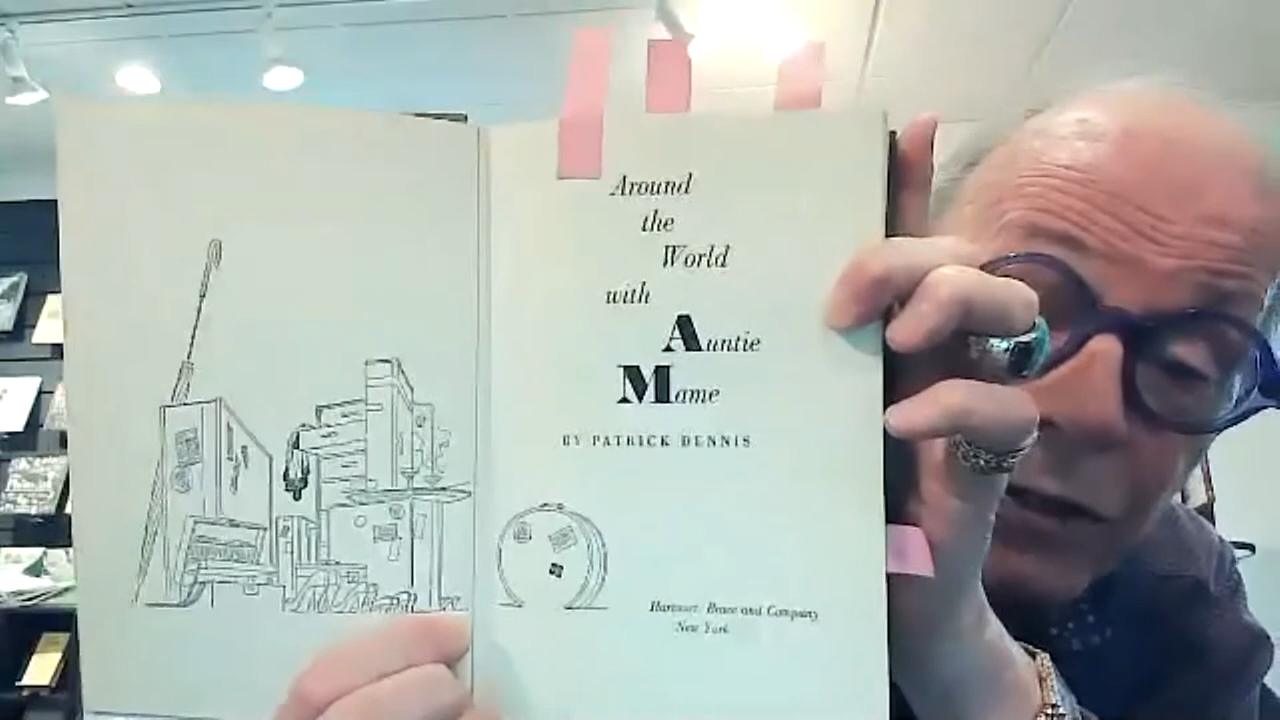 Around
the
World
with
Auntie
Mame
BY PATRICK DENNIS
Harcourt, Brace and Company
New York